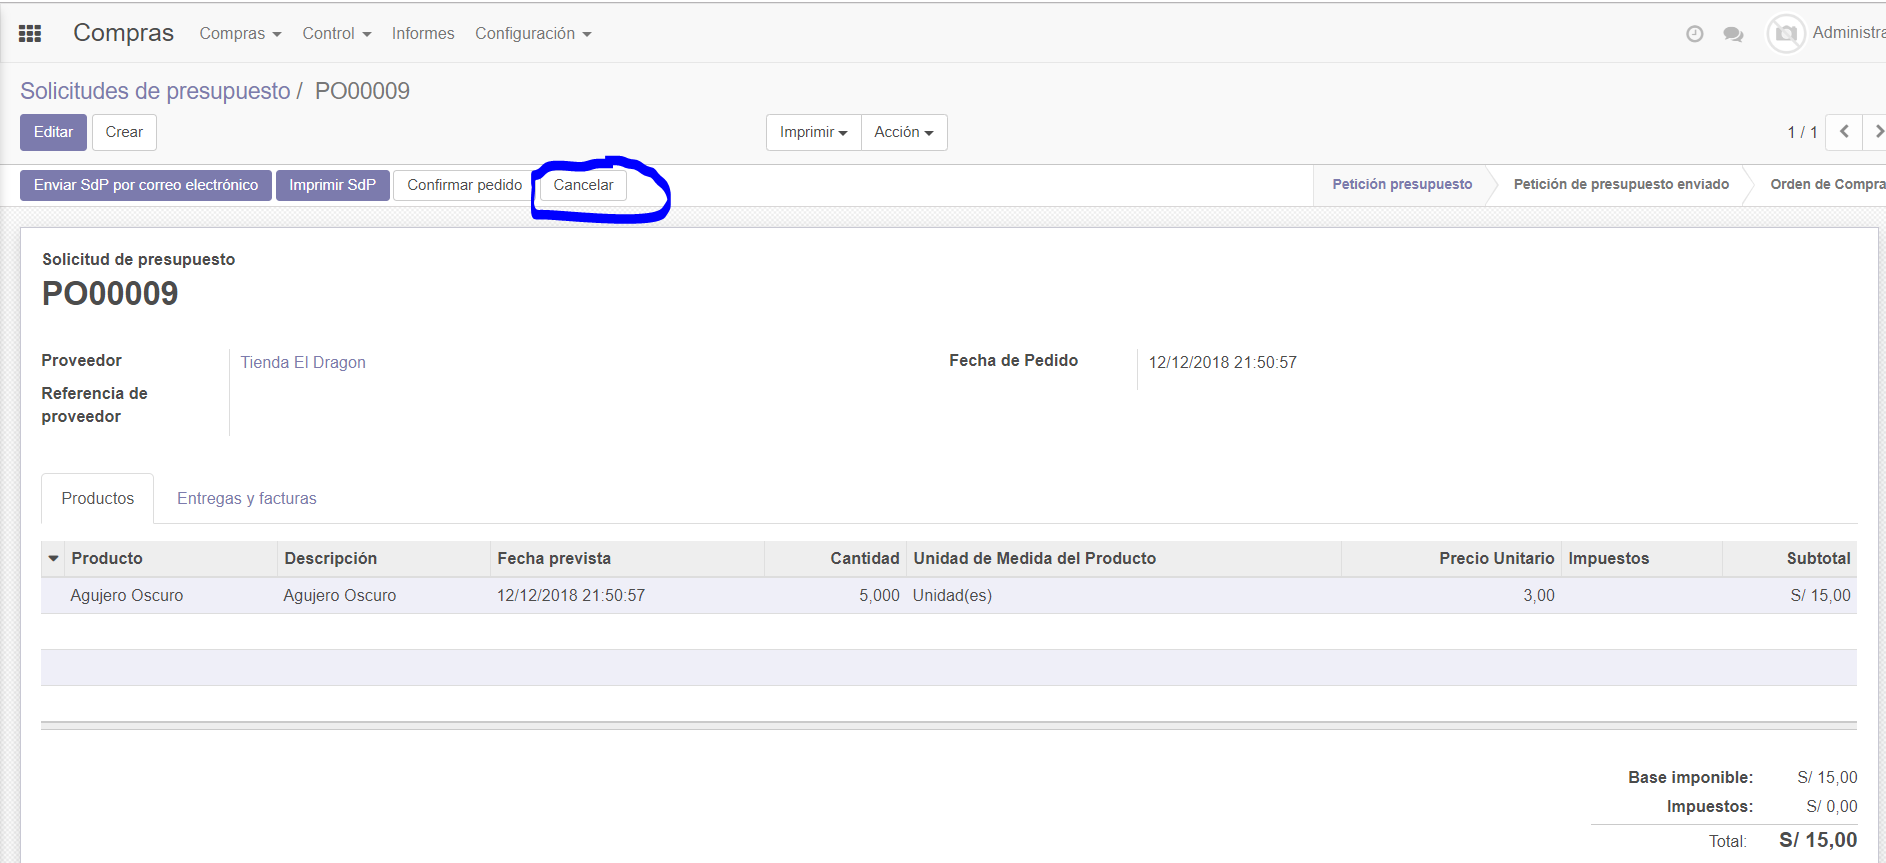 Compras Compras Control Informes Configuración Administra
Solicitudes de presupuesto / PO00009
Editar Crear Imprimir Acción 1 / 1
Enviar SdP por correo electrónico Imprimir SdP Confirmar pedido Cancelar Petición presupuesto Petición de presupuesto enviado Orden de Compra
Solicitud de presupuesto
PO00009
Proveedor Tienda El Dragon Fecha de Pedido 12/12/2018 21:50:57
Referencia de
proveedor
Productos Entregas y facturas
Producto Descripción Fecha prevista Cantidad Unidad de Medida del Producto Precio Unitario Impuestos Subtotal
Agujero Oscuro Agujero Oscuro 12/12/2018 21:50:57 5,000 Unidad(es) 3,00 S/ 15,00
Base imponible: S/ 15,00
Impuestos: S/ 0,00
Total: S/ 15,00